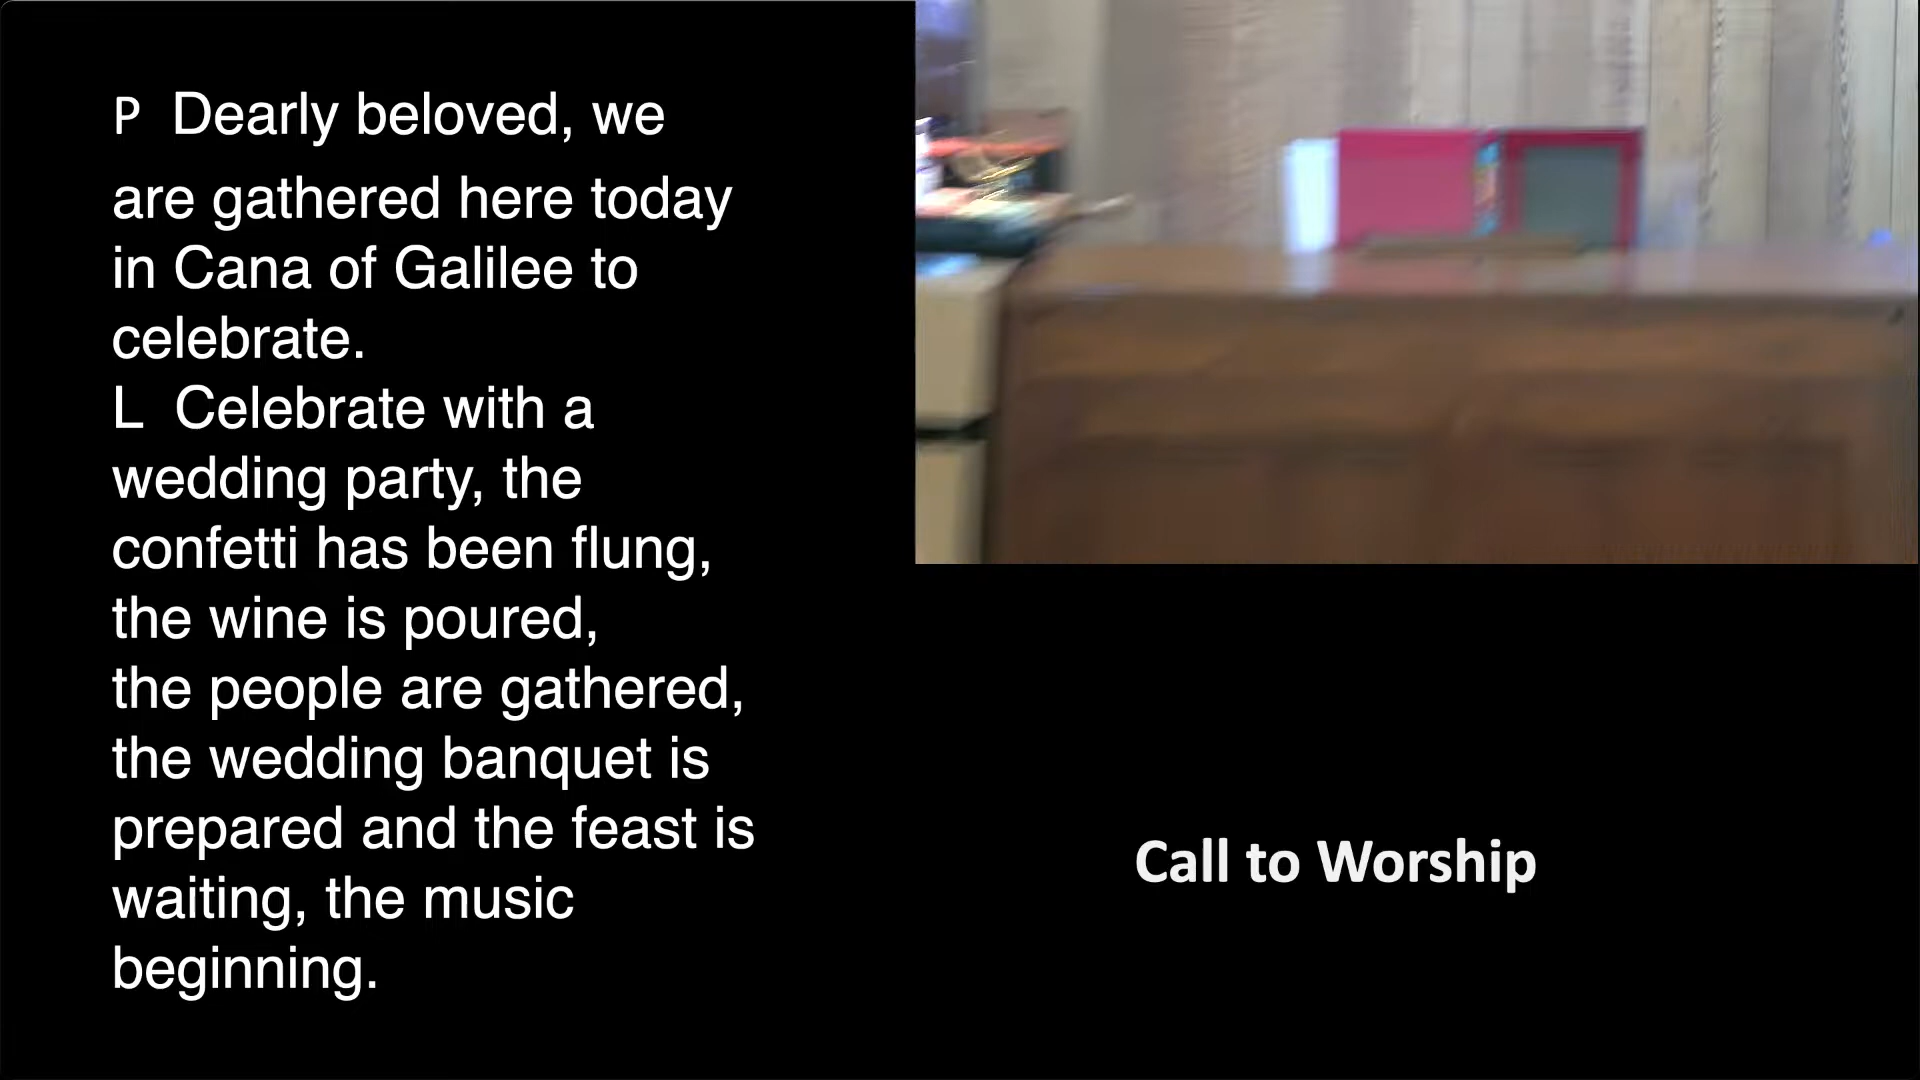 P Dearly beloved, we
are gathered here today
in Cana of Galilee to
celebrate.
L Celebrate with a
wedding party, the
confetti has been flung,
the wine is poured,
the people are gathered,
the wedding banquet is
prepared and the feast is
waiting, the music
beginning.
Call to Worship